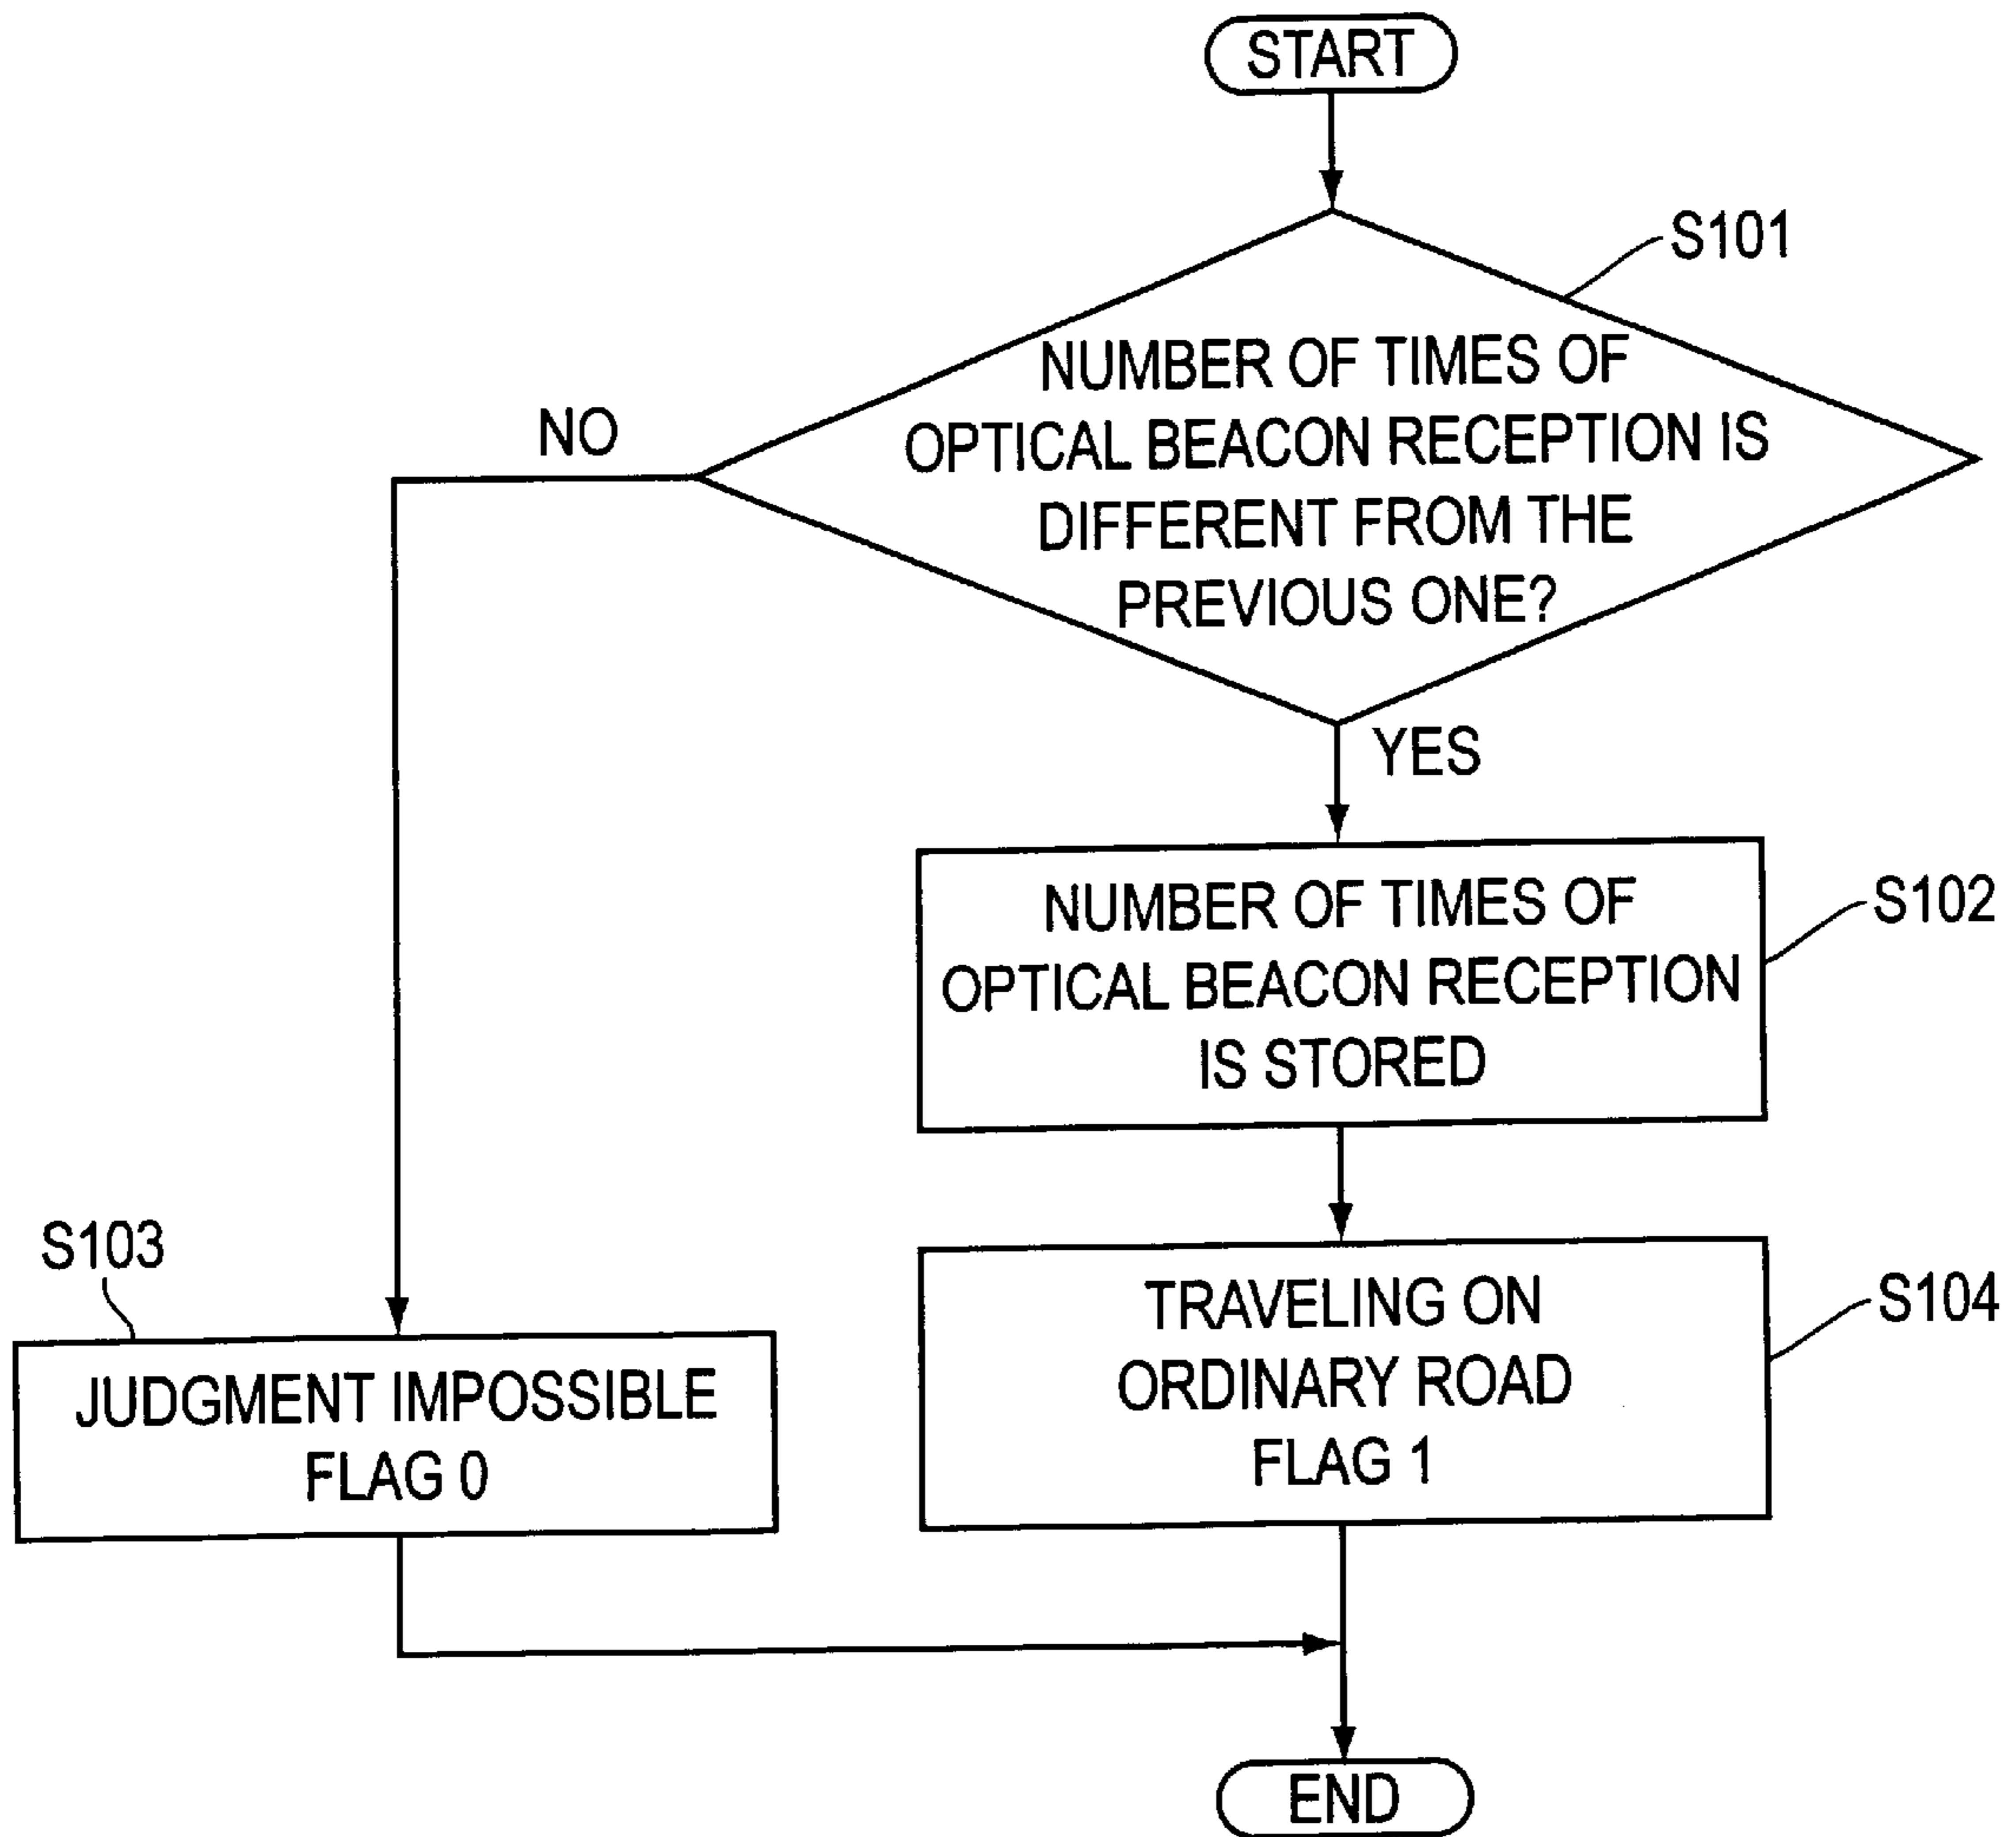 START
S101
NUMBER OF TIMES OF
OPTICAL BEACON RECEPTION IS
DIFFERENT FROM THE
PREVIOUS ONE?
NO
YES
NUMBER OF TIMES OF
OPTICAL BEACON RECEPTION
IS STORED
S102
S103
JUDGMENT IMPOSSIBLE
FLAG 0
TRAVELING ON
ORDINARY ROAD
FLAG 1
S104
END